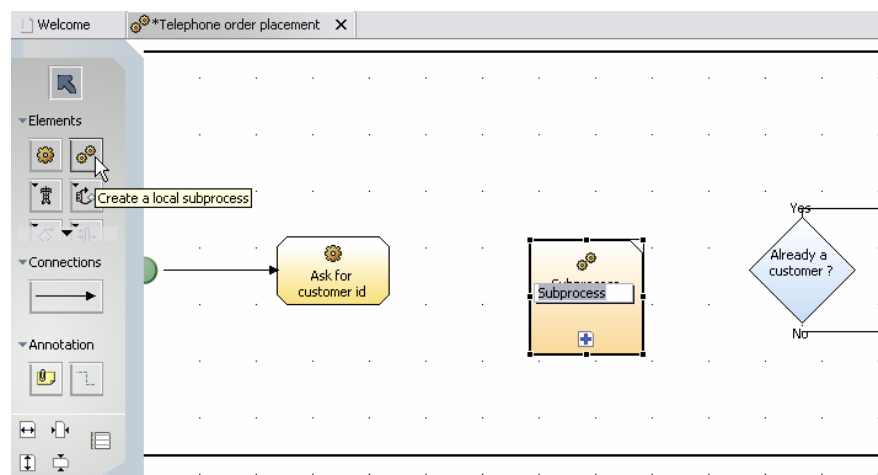 Welcome
*Telephone order placement
Elements
Create a local subprocess
Connections
Annotation
Ask for
customer id
Subprocess
Subprocess
Yes
Already a
customer ?
No